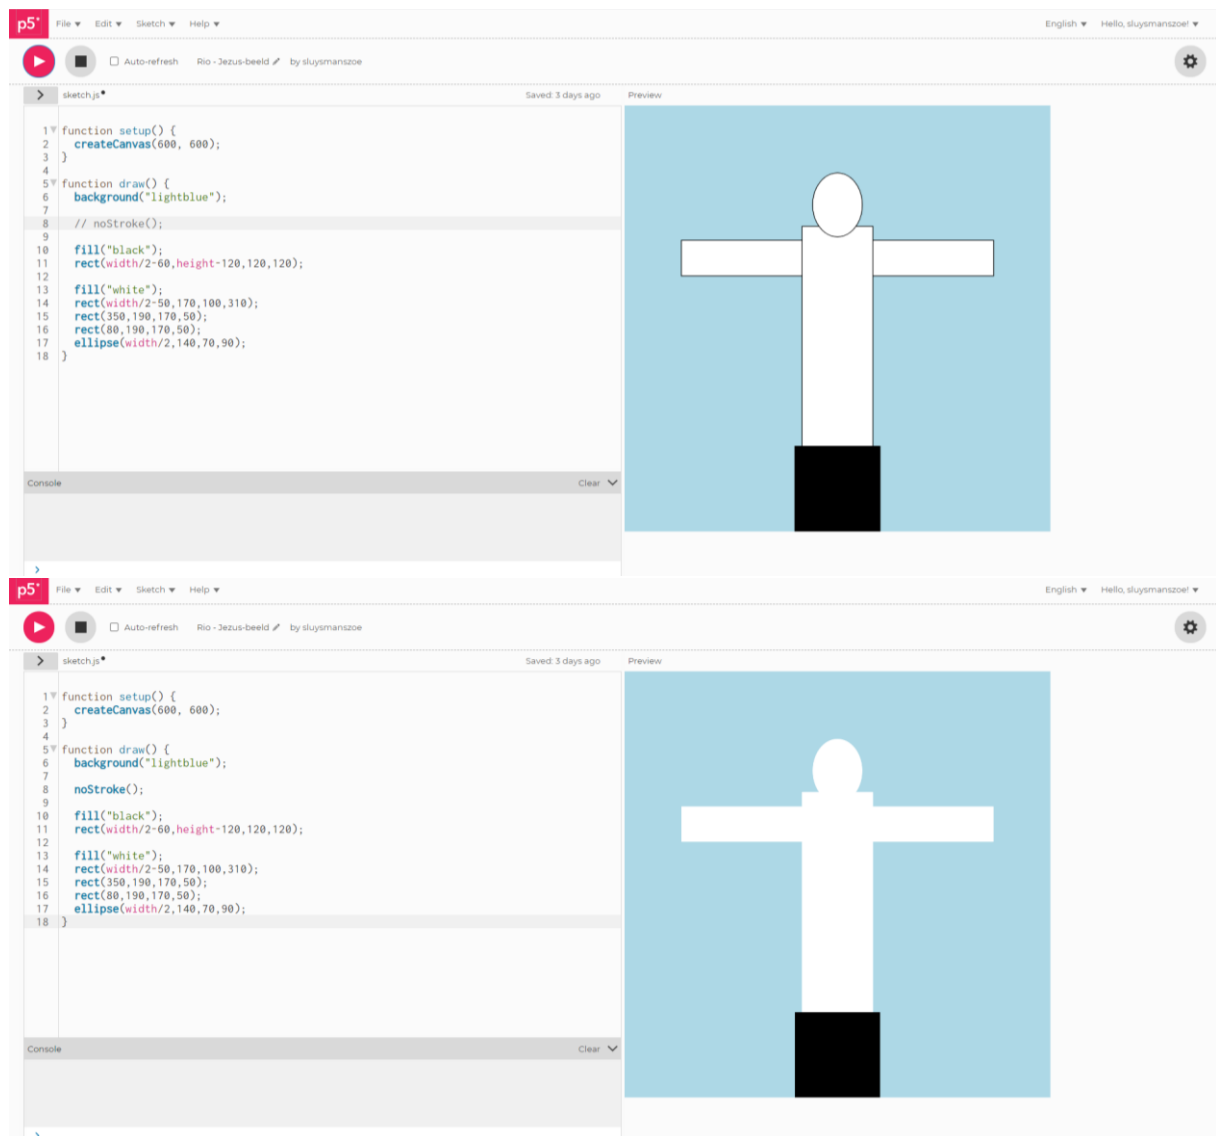 p5* File ▼ Edit ▼ Sketch ▼ Help ▼ English ▼ Hello, sluysmanszoe! ▼
Auto-refresh Rio - Jezus-beeld by sluysmanszoe
> sketch.js• Saved: 3 days ago Preview
1 function setup() {
2 createCanvas(600, 600);
3 }
4
5 function draw() {
6 background("lightblue");
7
8 // noStroke();
9
10 fill("black");
11 rect(width/2-60,height-120,120,120);
12
13 fill("white");
14 rect(width/2-50,170,100,310);
15 rect(350,190,170,50);
16 rect(80,190,170,50);
17 ellipse(width/2,140,70,90);
18 }
Console Clear
>
p5* File ▼ Edit ▼ Sketch ▼ Help ▼ English ▼ Hello, sluysmanszoe! ▼
Auto-refresh Rio - Jezus-beeld by sluysmanszoe
> sketch.js• Saved: 3 days ago Preview
1 function setup() {
2 createCanvas(600, 600);
3 }
4
5 function draw() {
6 background("lightblue");
7
8 noStroke();
9
10 fill("black");
11 rect(width/2-60,height-120,120,120);
12
13 fill("white");
14 rect(width/2-50,170,100,310);
15 rect(350,190,170,50);
16 rect(80,190,170,50);
17 ellipse(width/2,140,70,90);
18 }
Console Clear